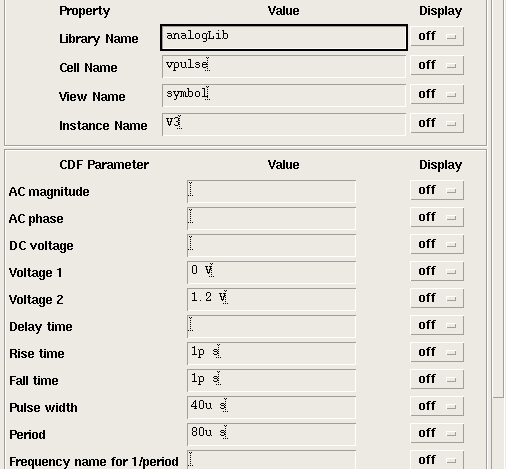 Property Value Display
Library Name analogLib off
Cell Name vpulse off
View Name symbol off
Instance Name V3 off
CDF Parameter Value Display
AC magnitude off
AC phase off
DC voltage off
Voltage 1 0 V off
Voltage 2 1.2 V off
Delay time off
Rise time 1p s off
Fall time 1p s off
Pulse width 40u s off
Period 80u s off
Frequency name for 1/period off